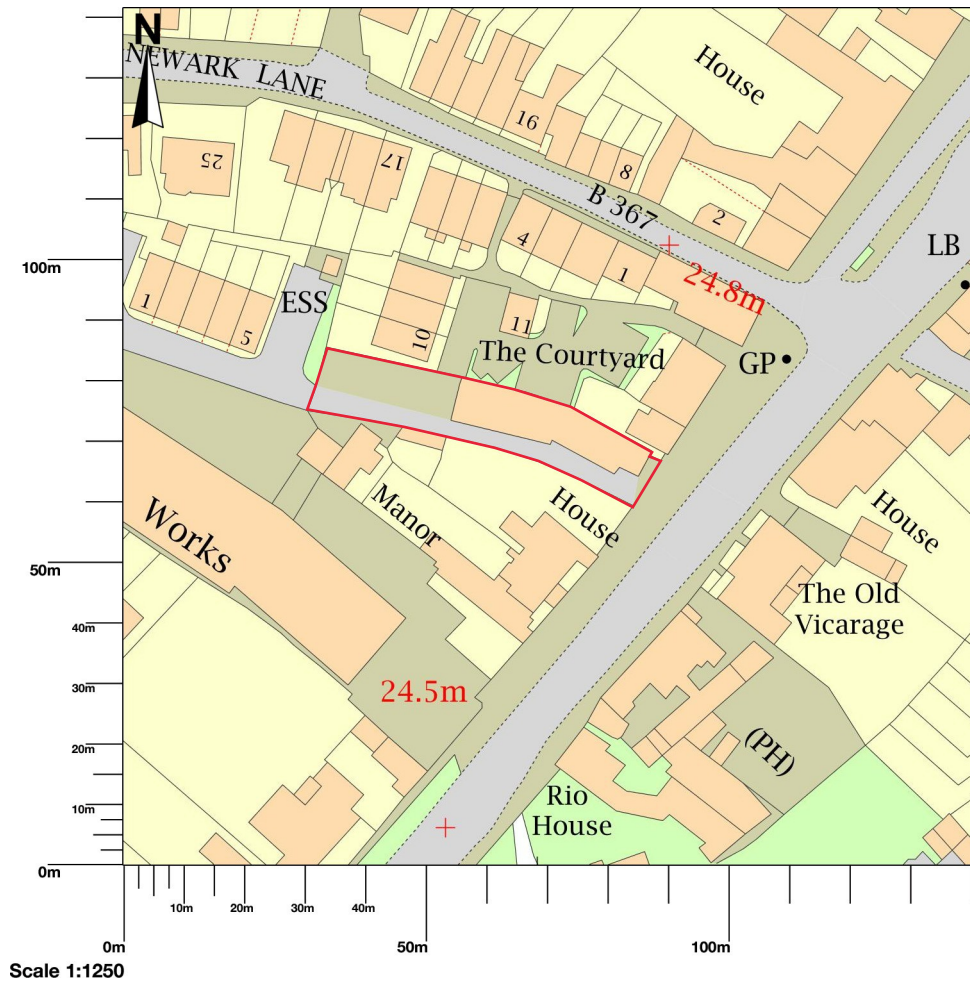 N
NEWARK LANE
House
16
25
17
8
B 367
2
4
1
24.8m
LB
100m
ESS
1
5
10
11
The Courtyard
GP
Manor
House
House
Works
50m
The Old
Vicarage
40m
30m
24.5m
20m
(PH)
10m
Rio
House
0m
10m
20m
30m
40m
0m
50m
100m
Scale 1:1250